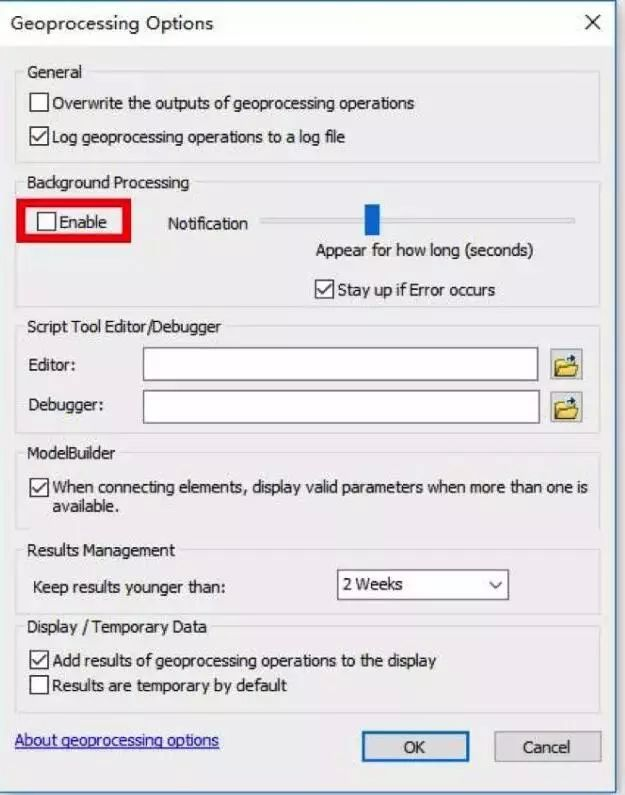 Geoprocessing Options
General
Overwrite the outputs of geoprocessing operations
Log geoprocessing operations to a log file
Background Processing
Enable
Notification
Appear for how long (seconds)
Stay up if Error occurs
Script Tool Editor/Debugger
Editor:
Debugger:
ModelBuilder
When connecting elements, display valid parameters when more than one is
available.
Results Management
Keep results younger than:
2 Weeks
Display / Temporary Data
Add results of geoprocessing operations to the display
Results are temporary by default
About geoprocessing options
OK
Cancel